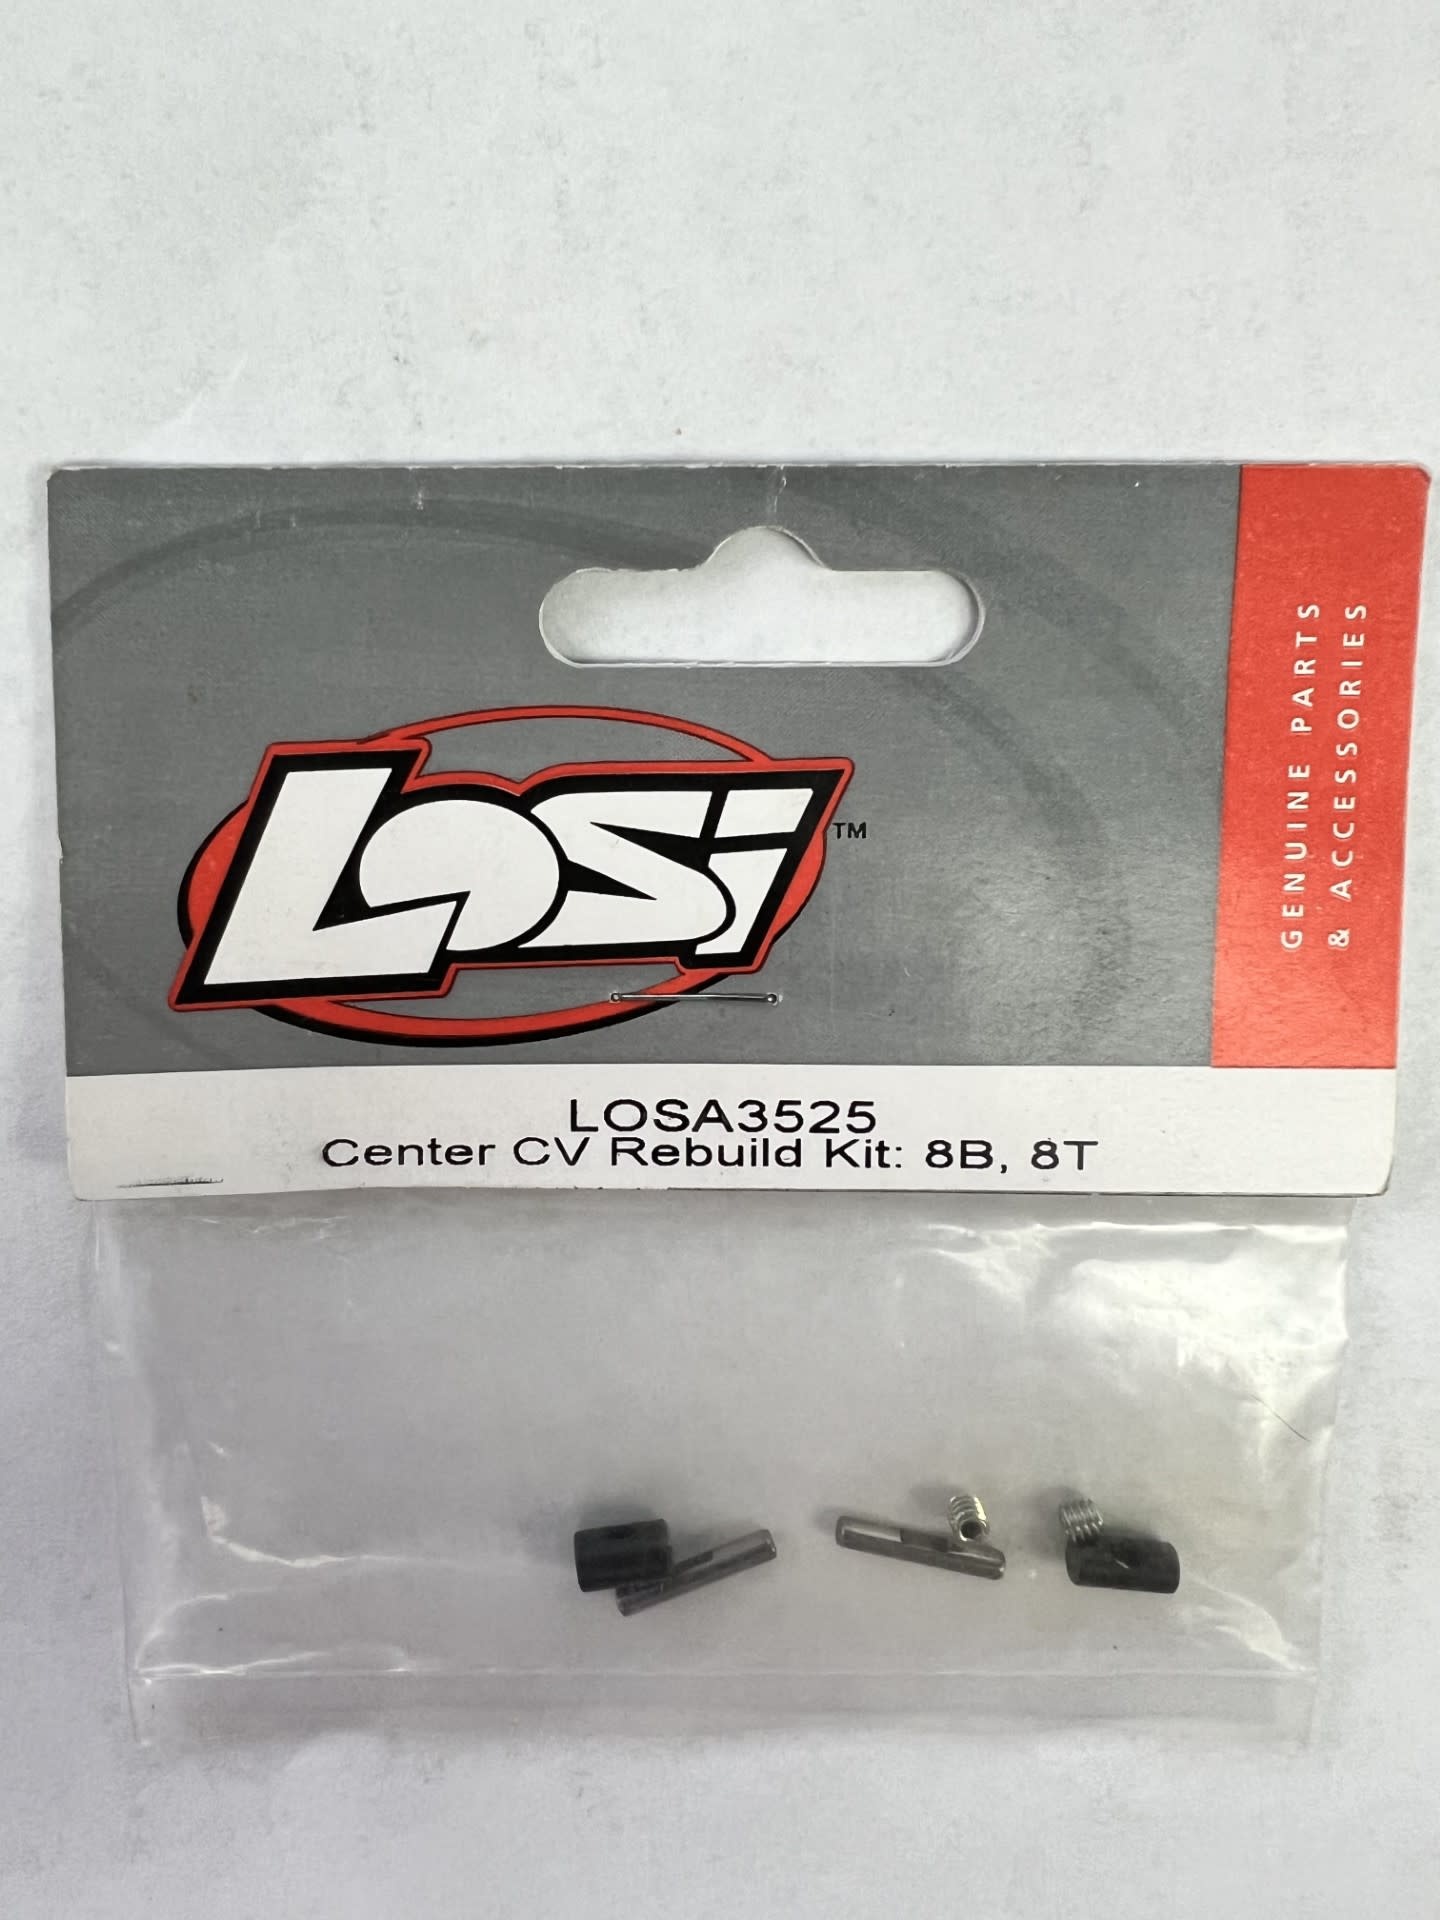 Losi™
GENUINE PARTS
& ACCESSORIES
LOSA3525
Center CV Rebuild Kit: 8B, 8T